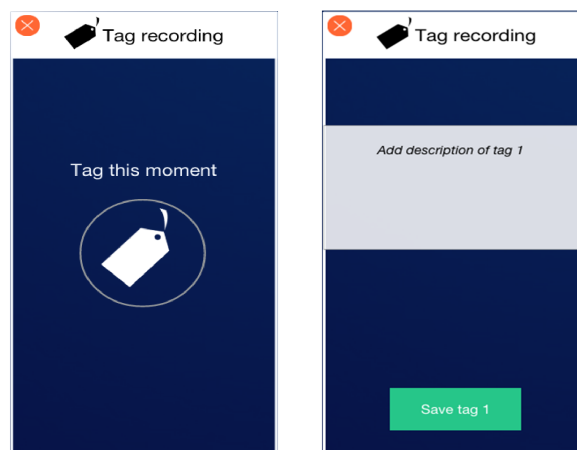 Tag recording
Tag this moment
Tag recording
Add description of tag 1
Save tag 1